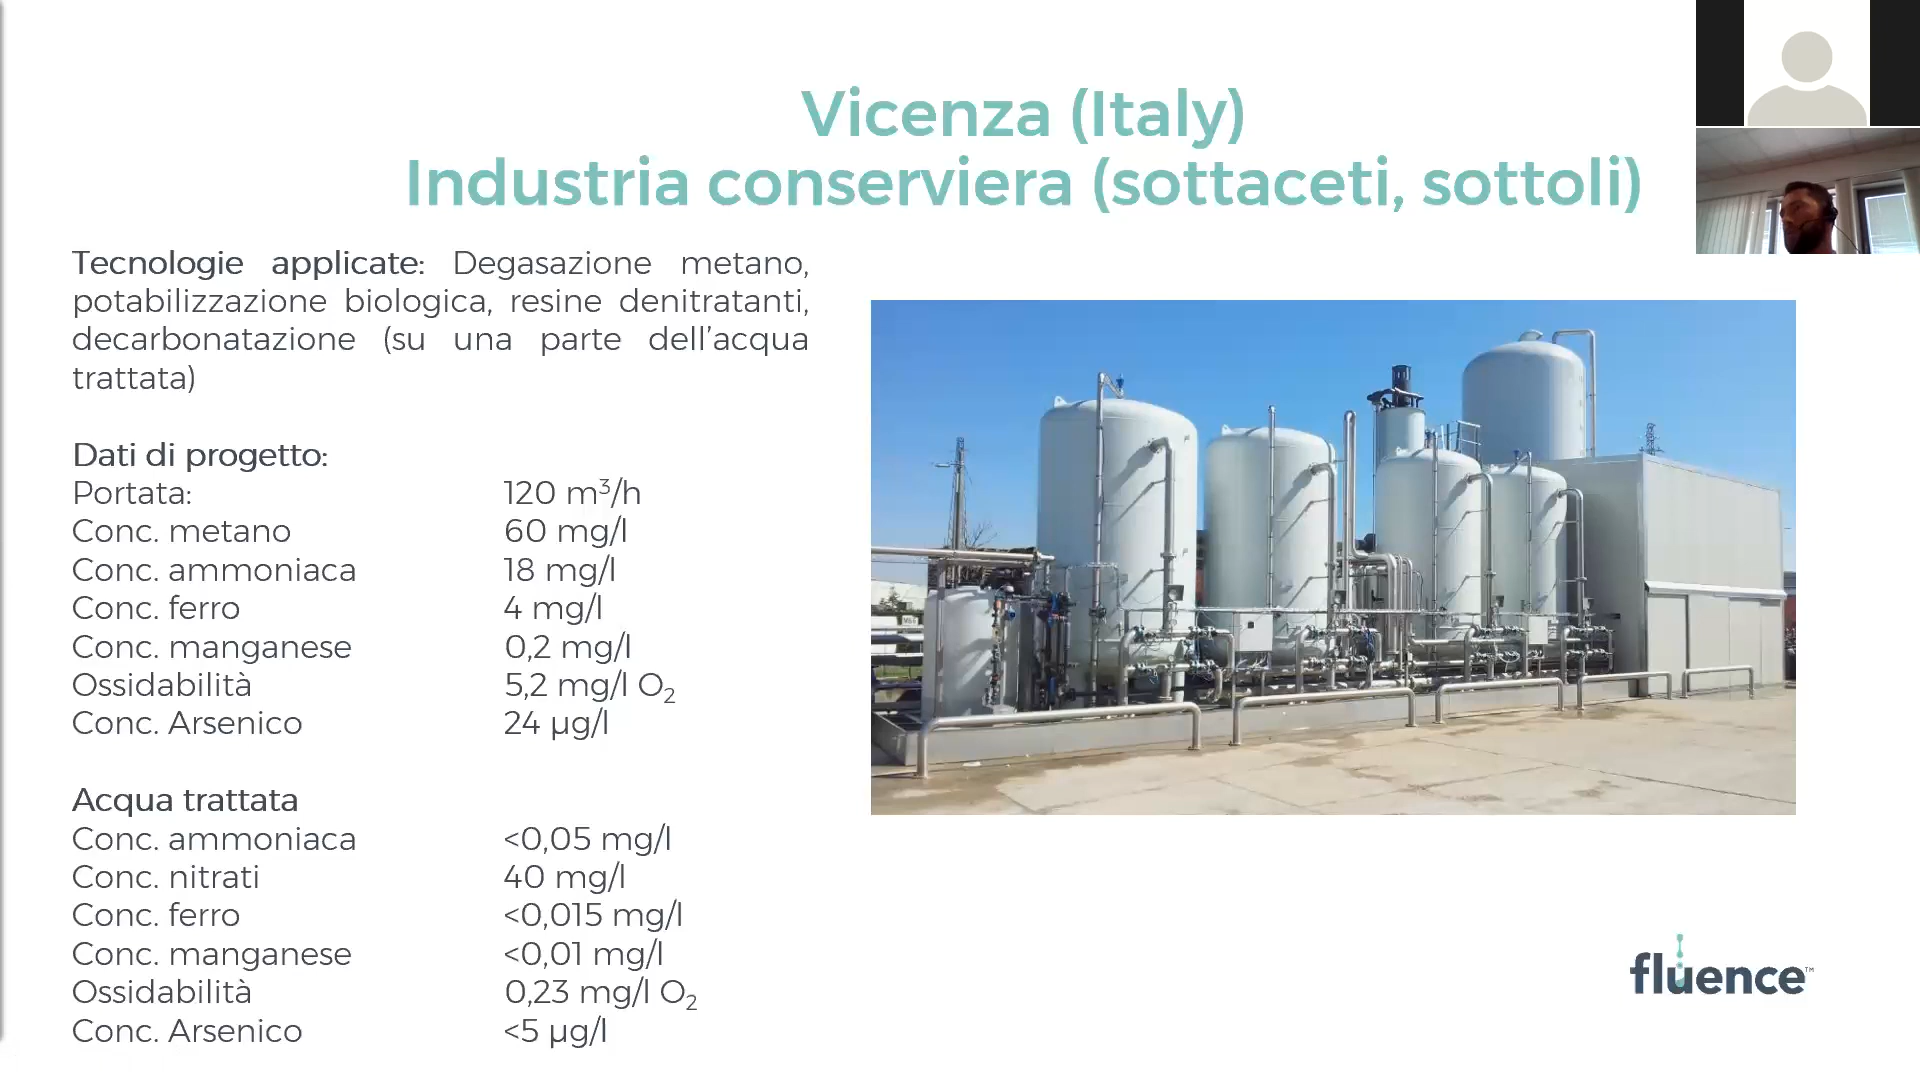 Vicenza (Italy)
Industria conserviera (sottaceti, sottoli)
Tecnologie applicate: Degasazione metano,
potabilizzazione biologica, resine denitratanti,
decarbonatazione (su una parte dell’acqua
trattata)
Dati di progetto:
Portata: 120 m³/h
Conc. metano 60 mg/l
Conc. ammoniaca 18 mg/l
Conc. ferro 4 mg/l
Conc. manganese 0,2 mg/l
Ossidabilità 5,2 mg/l O₂
Conc. Arsenico 24 µg/l
Acqua trattata
Conc. ammoniaca <0,05 mg/l
Conc. nitrati 40 mg/l
Conc. ferro <0,015 mg/l
Conc. manganese <0,01 mg/l
Ossidabilità 0,23 mg/l O₂
Conc. Arsenico <5 µg/l
fluence™